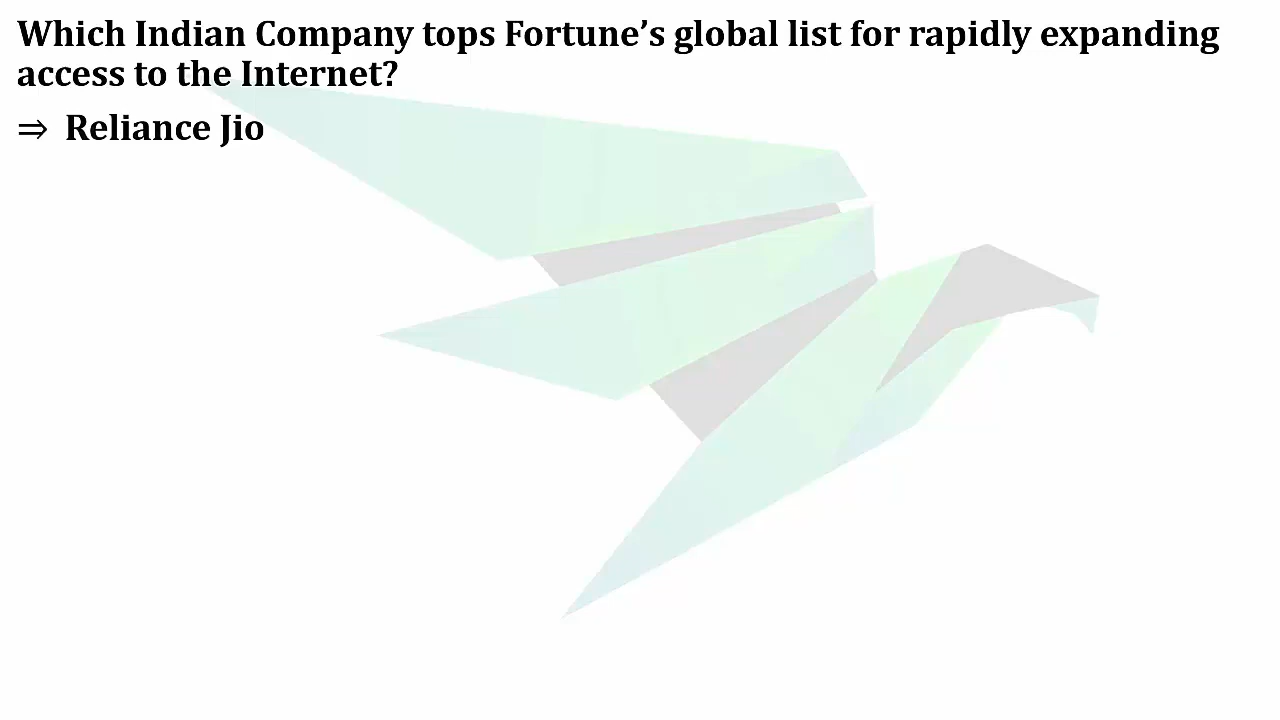 Which Indian Company tops Fortune’s global list for rapidly expanding
access to the Internet?
⇒ Reliance Jio